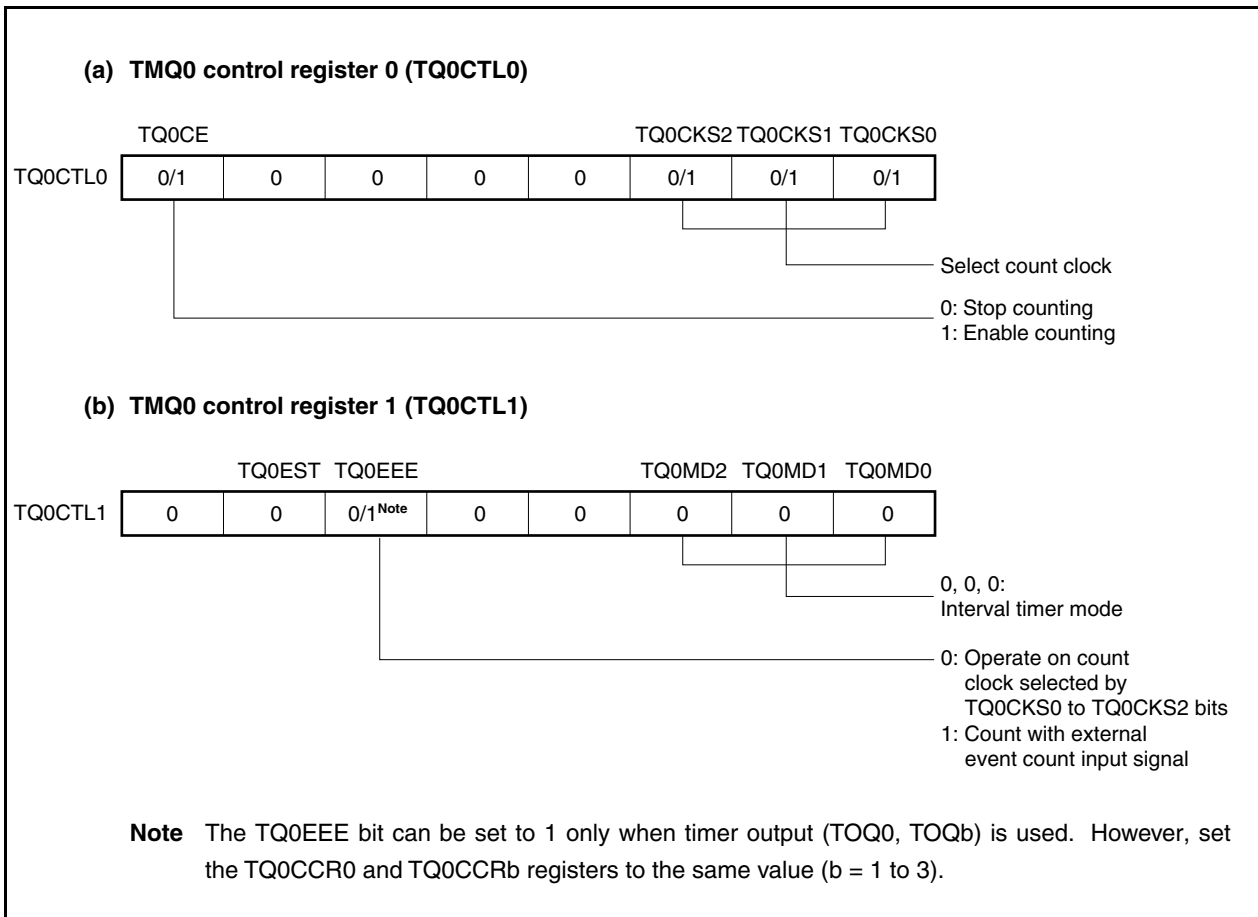 (a) TMQ0 control register 0 (TQ0CTL0)
TQ0CE TQ0CKS2 TQ0CKS1 TQ0CKS0
TQ0CTL0 0/1 0 0 0 0 0/1 0/1 0/1
Select count clock
0: Stop counting
1: Enable counting
(b) TMQ0 control register 1 (TQ0CTL1)
TQ0EST TQ0EEE TQ0MD2 TQ0MD1 TQ0MD0
TQ0CTL1 0 0 0/1Note 0 0 0 0 0
0, 0, 0:
Interval timer mode
0: Operate on count
clock selected by
TQ0CKS0 to TQ0CKS2 bits
1: Count with external
event count input signal
Note The TQ0EEE bit can be set to 1 only when timer output (TOQ0, TOQb) is used. However, set
the TQ0CCR0 and TQ0CCRb registers to the same value (b = 1 to 3).